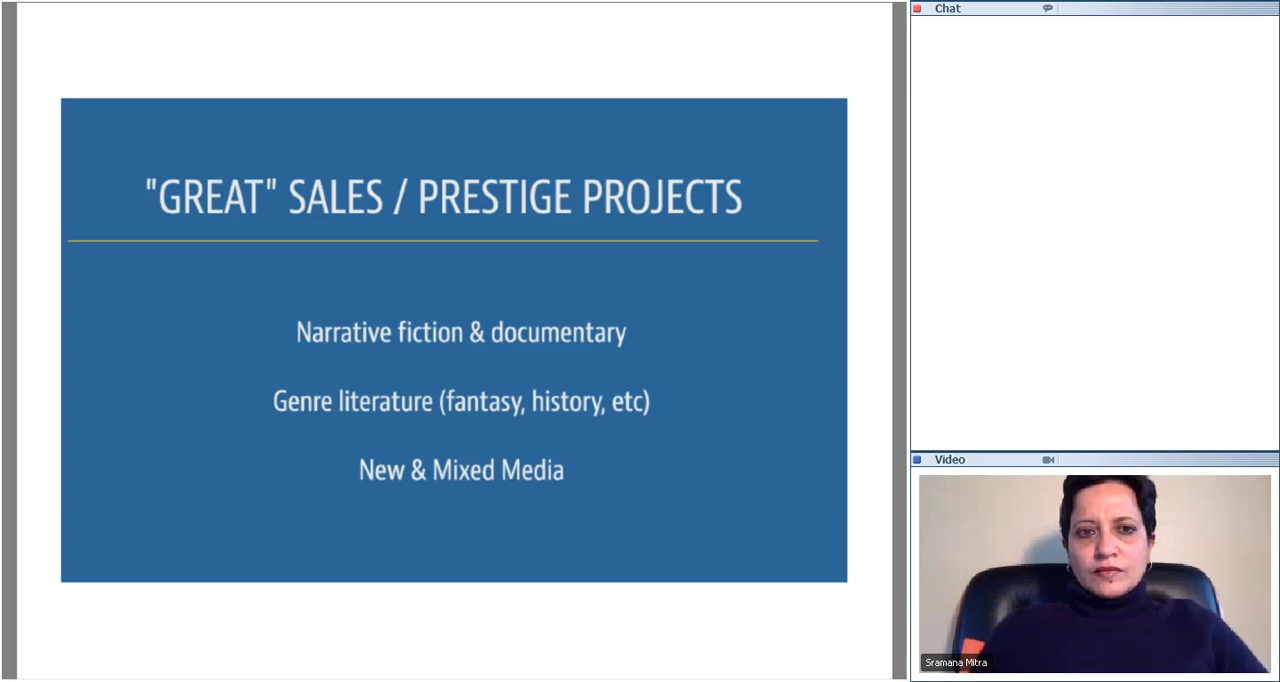 "GREAT" SALES / PRESTIGE PROJECTS
Narrative fiction & documentary
Genre literature (fantasy, history, etc)
New & Mixed Media
Chat
Video
Sramana Mitra